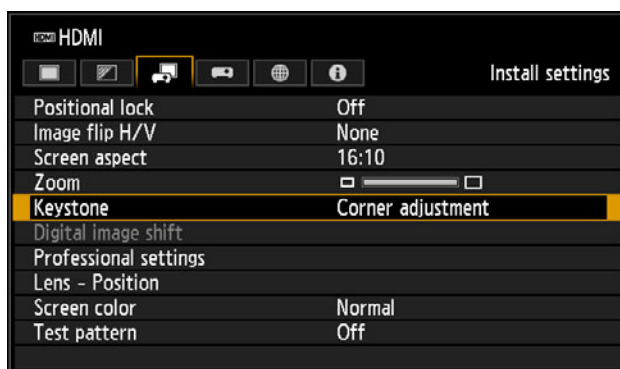 HDMI HDMI
Install settings
Positional lock Off
Image flip H/V None
Screen aspect 16:10
Zoom
Keystone Corner adjustment
Digital image shift
Professional settings
Lens - Position
Screen color Normal
Test pattern Off